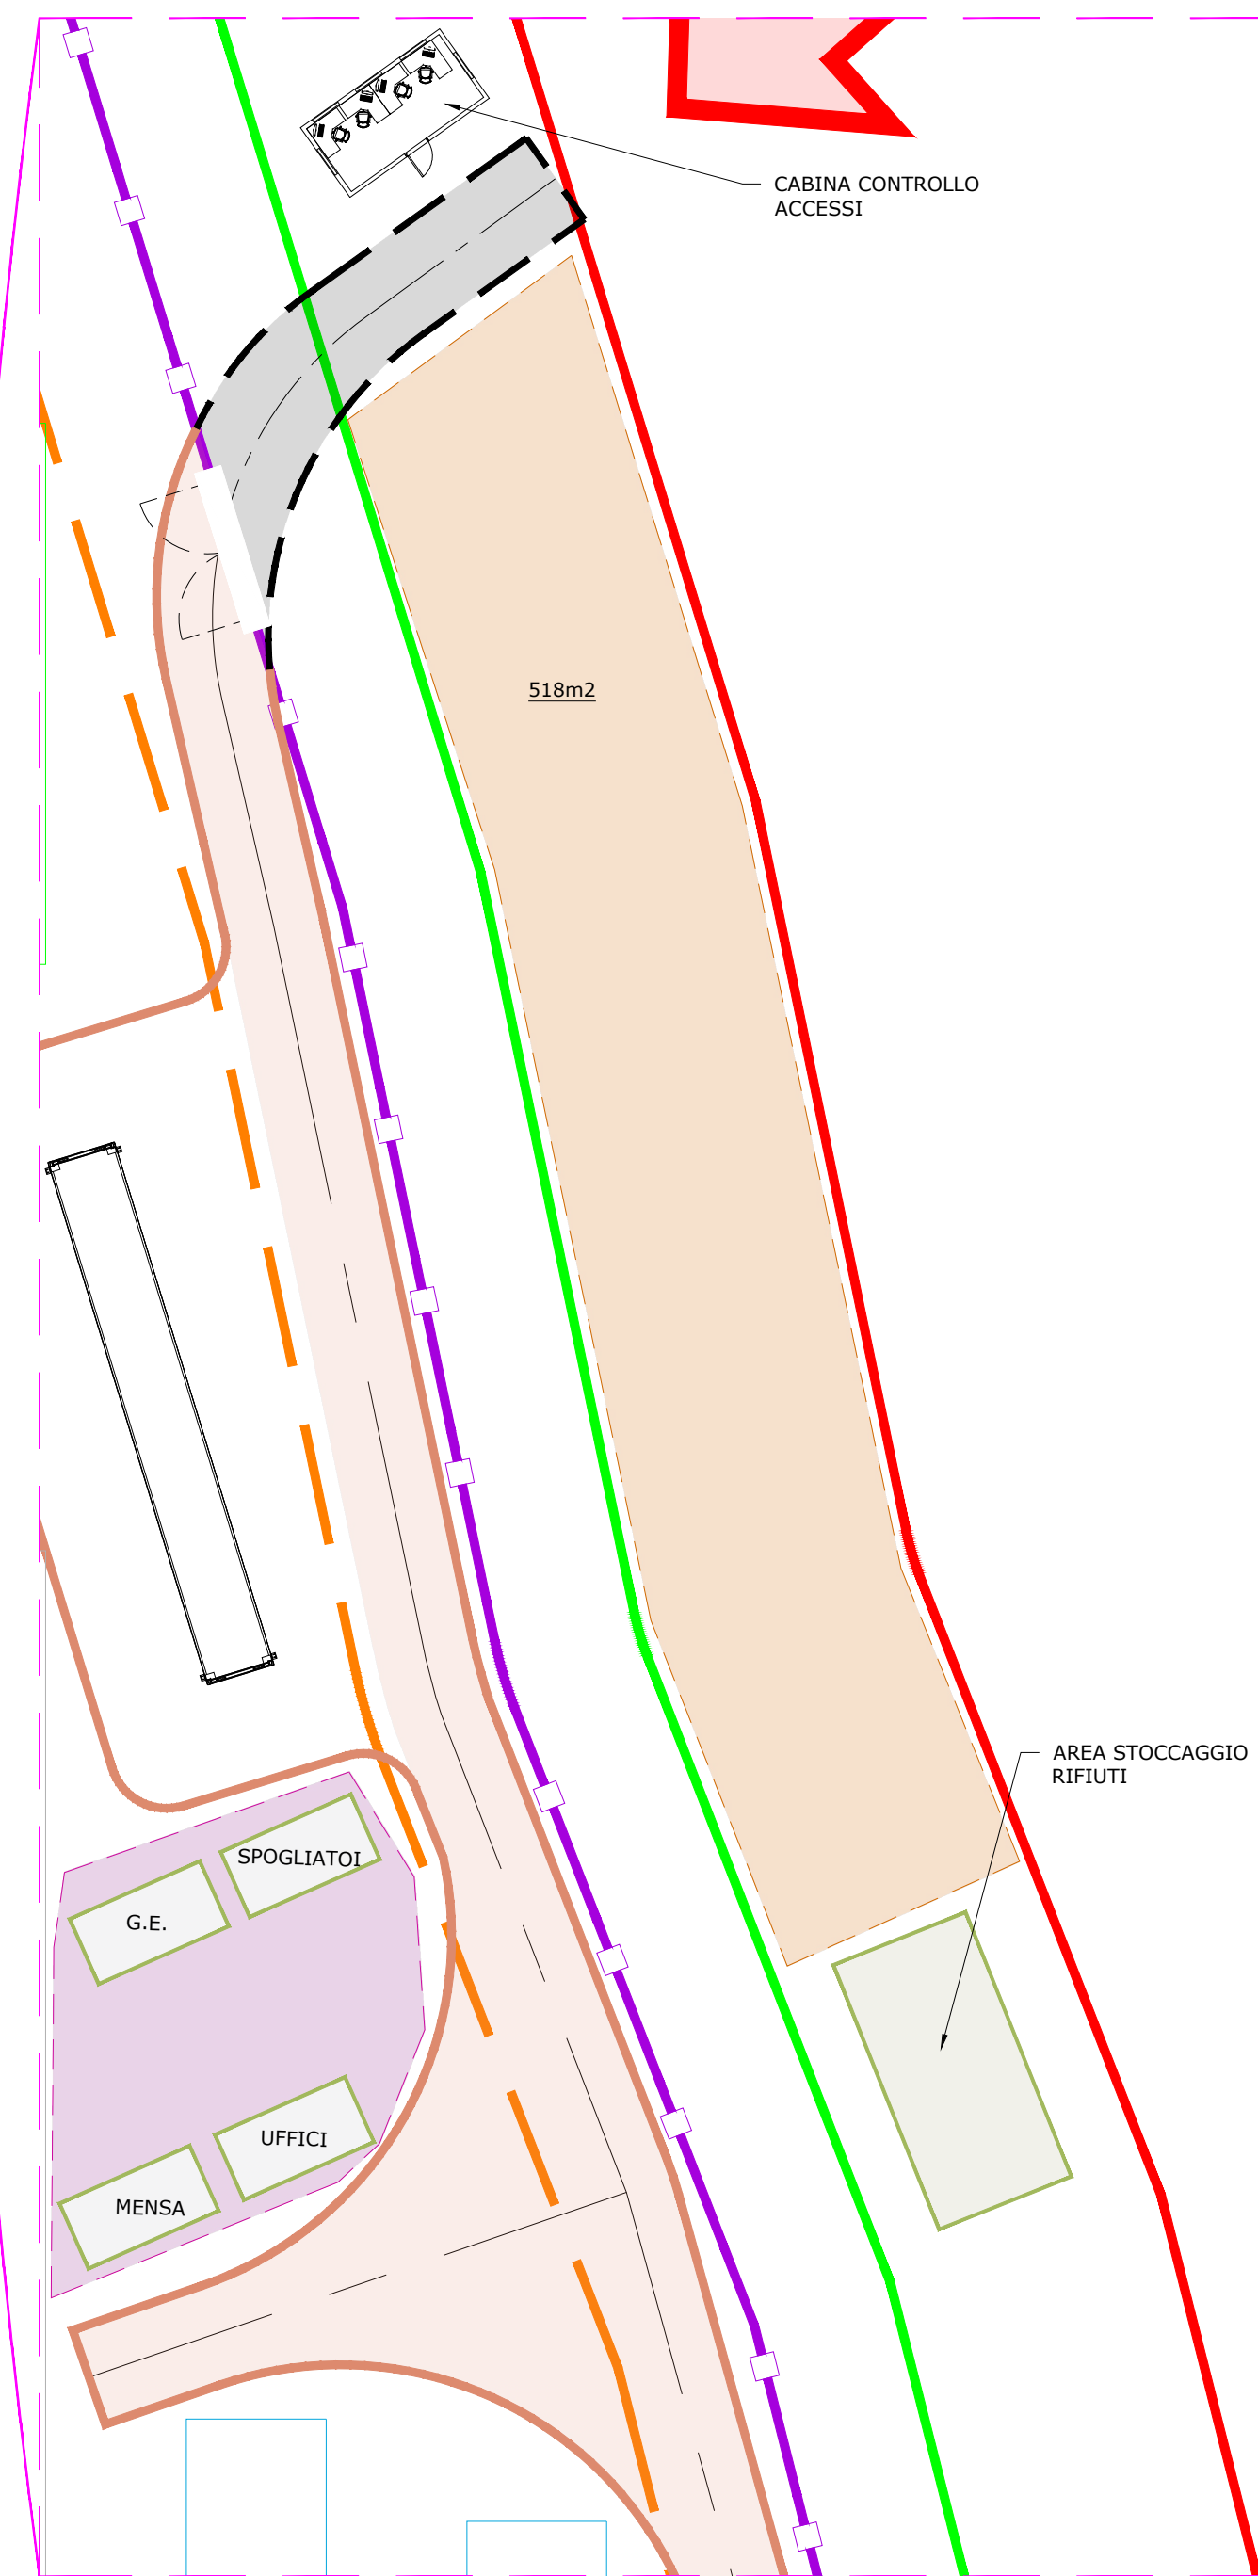 CABINA CONTROLLO
ACCESSI
518m2
AREA STOCCAGGIO
RIFIUTI
SPOGLIATOI
G.E.
UFFICI
MENSA